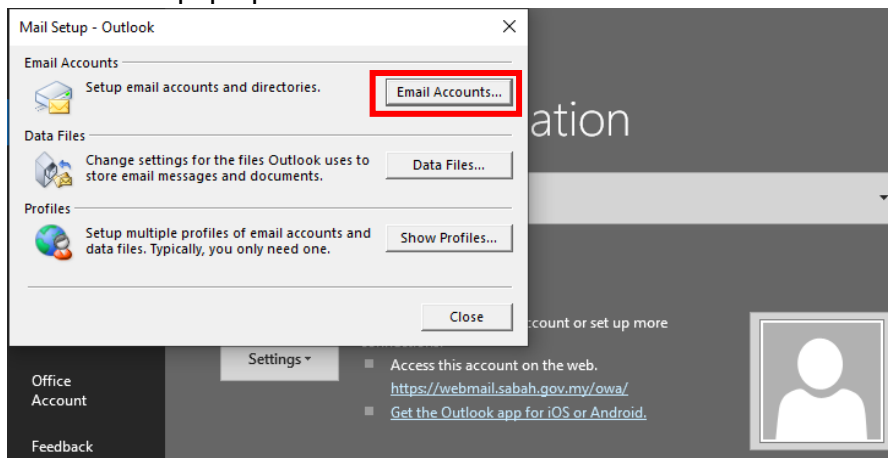 Mail Setup - Outlook
Email Accounts
Setup email accounts and directories.
Email Accounts...
Data Files
Change settings for the files Outlook uses to
store email messages and documents.
Data Files...
Profiles
Setup multiple profiles of email accounts and
data files. Typically, you only need one.
Show Profiles...
Close
ation
count or set up more
Settings
Access this account on the web.
https://webmail.sabah.gov.my/owa/
Get the Outlook app for iOS or Android.
Office
Account
Feedback